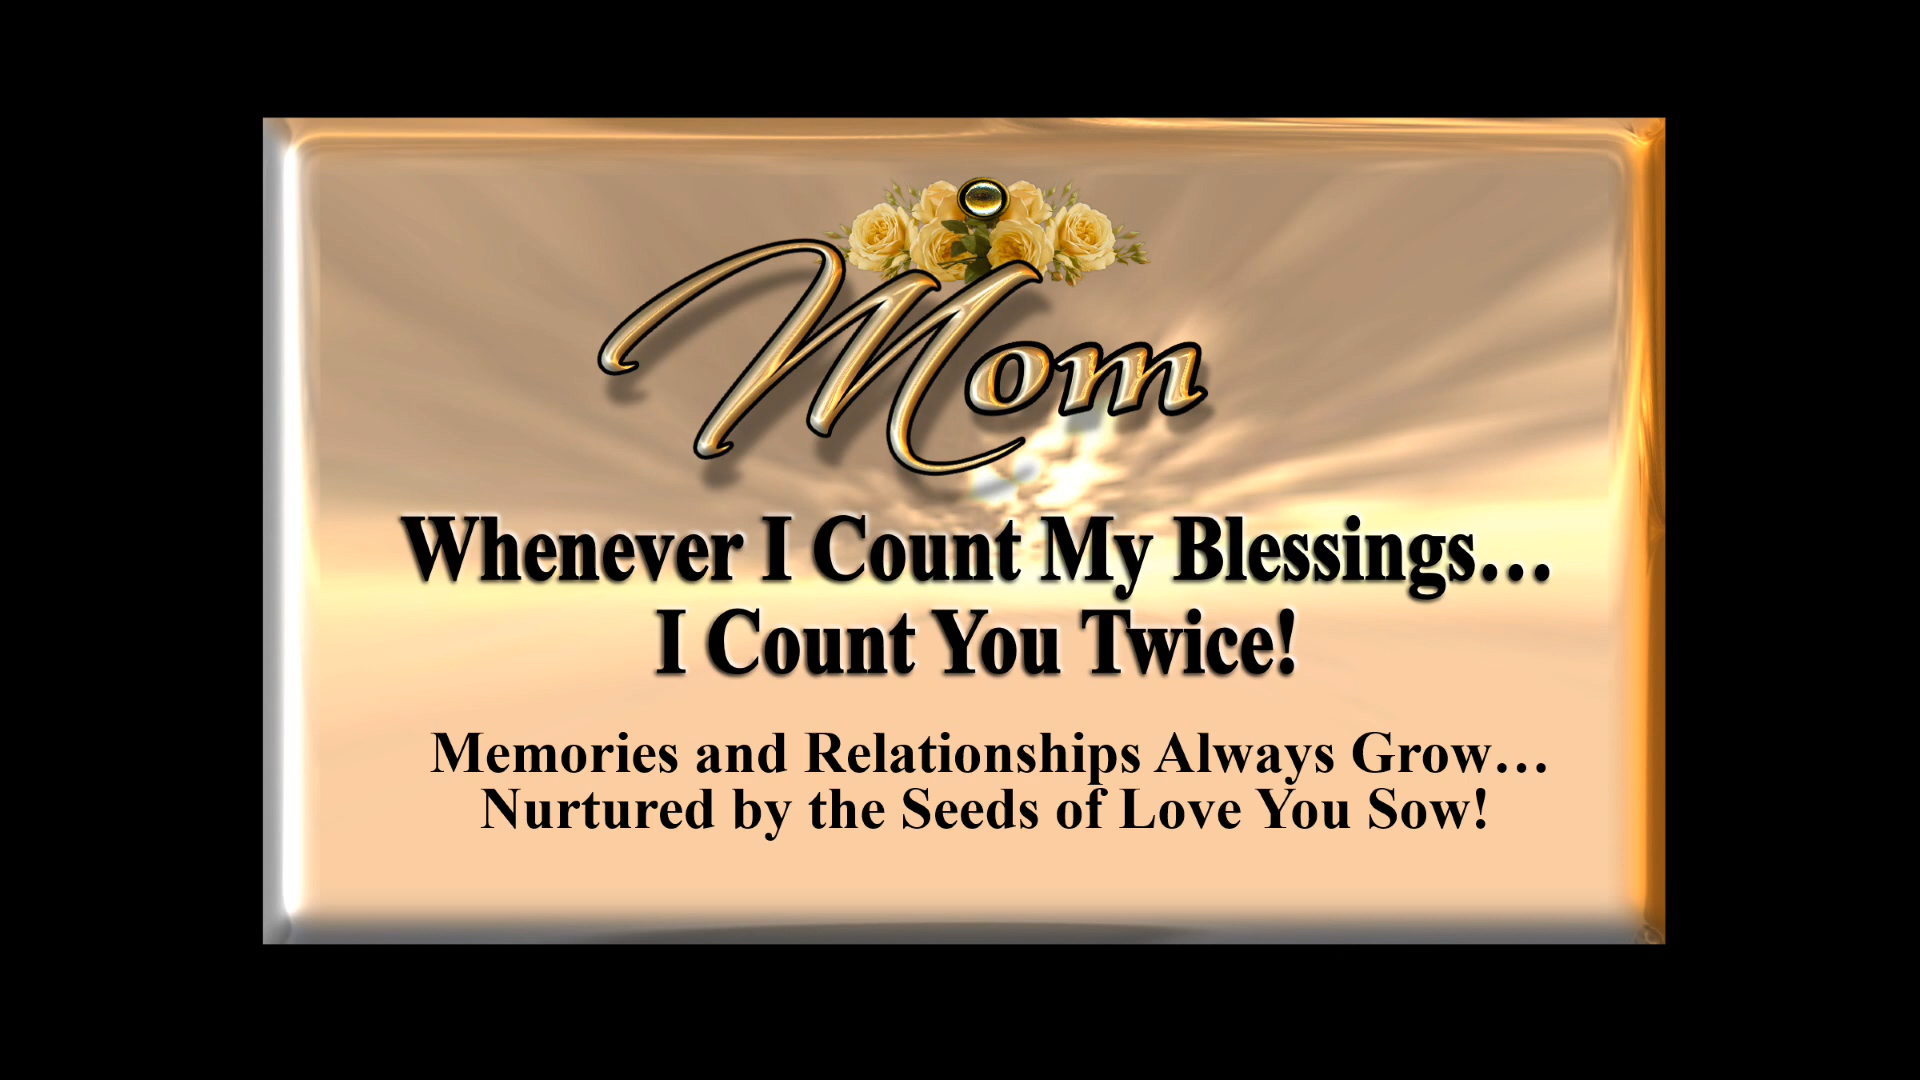 Mom
Whenever I Count My Blessings…
I Count You Twice!
Memories and Relationships Always Grow…
Nurtured by the Seeds of Love You Sow!